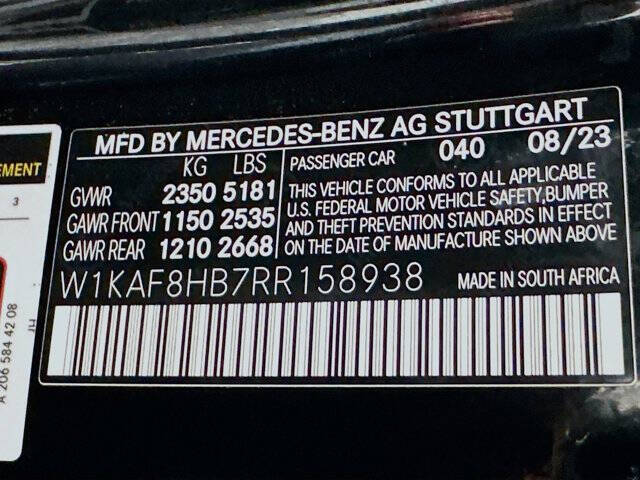 MFD BY MERCEDES-BENZ AG STUTTGART
KG LBS
GVWR 2350 5181
GAWR FRONT 1150 2535
GAWR REAR 1210 2668
PASSENGER CAR 040 08/23
THIS VEHICLE CONFORMS TO ALL APPLICABLE
U.S. FEDERAL MOTOR VEHICLE SAFETY, BUMPER
AND THEFT PREVENTION STANDARDS IN EFFECT
ON THE DATE OF MANUFACTURE SHOWN ABOVE
W1KAF8HB7RR158938 MADE IN SOUTH AFRICA
EMENT
3
A 206 584 42 08